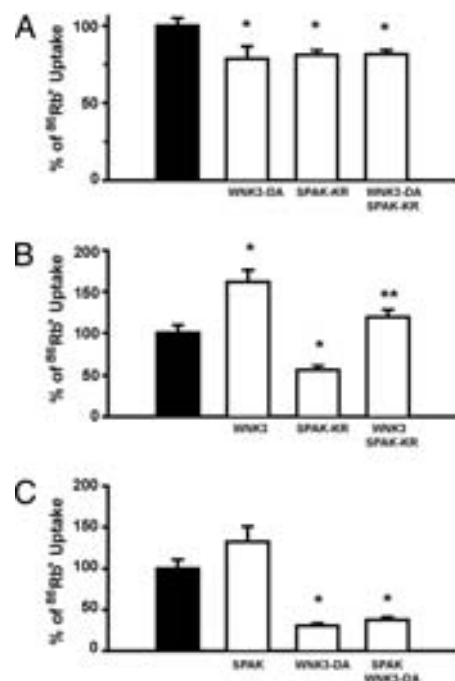 A
% of ⁸⁶Rb⁺ Uptake
100
50
0
* * *
WNK3-DA SPAK-KR WNK3-DA
SPAK-KR
B
% of ⁸⁶Rb⁺ Uptake
200
150
100
50
0
* * **
WNK3 SPAK-KR WNK3
SPAK-KR
C
% of ⁸⁶Rb⁺ Uptake
200
150
100
50
0
* *
SPAK WNK3-DA SPAK
WNK3-DA